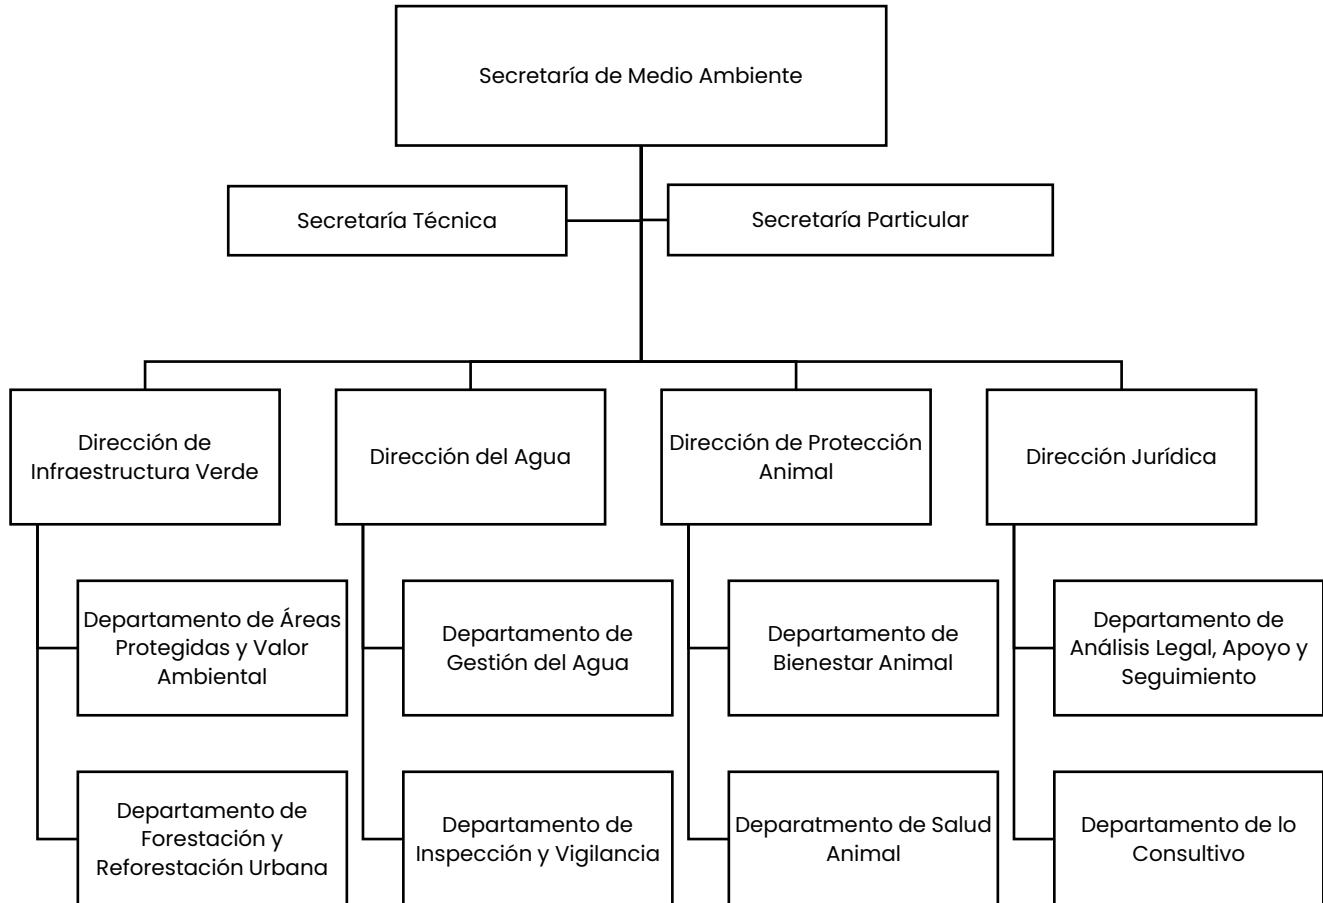 Secretaría de Medio Ambiente
Secretaría Técnica
Secretaría Particular
Dirección de
Infraestructura Verde
Dirección del Agua
Dirección de Protección
Animal
Dirección Jurídica
Departamento de Áreas
Protegidas y Valor
Ambiental
Departamento de
Gestión del Agua
Departamento de
Bienestar Animal
Departamento de
Análisis Legal, Apoyo y
Seguimiento
Departamento de
Forestación y
Reforestación Urbana
Departamento de
Inspección y Vigilancia
Deparatmento de Salud
Animal
Departamento de lo
Consultivo